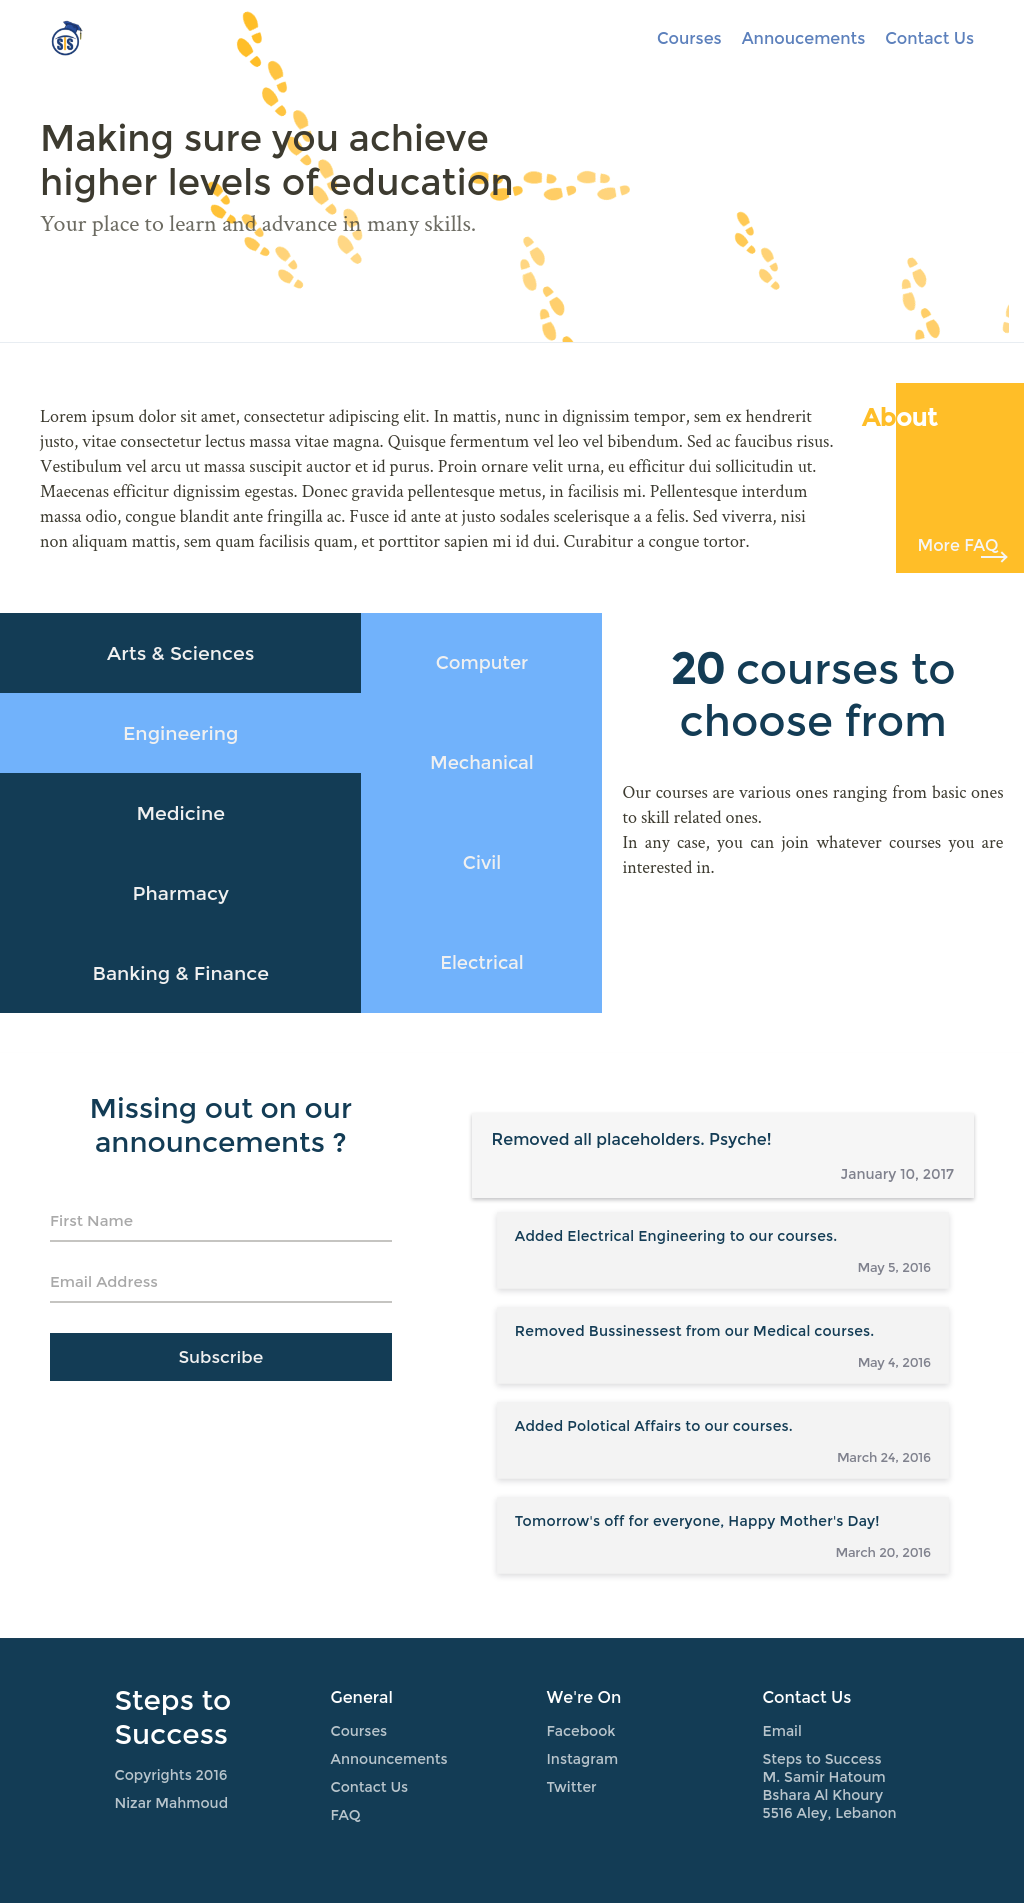 STS
Courses Annoucements Contact Us
Making sure you achieve
higher levels of education
Your place to learn and advance in many skills.
Lorem ipsum dolor sit amet, consectetur adipiscing elit. In mattis, nunc in dignissim tempor, sem ex hendrerit
justo, vitae consectetur lectus massa vitae magna. Quisque fermentum vel leo vel bibendum. Sed ac faucibus risus.
Vestibulum vel arcu ut massa suscipit auctor et id purus. Proin ornare velit urna, eu efficitur dui sollicitudin ut.
Maecenas efficitur dignissim egestas. Donec gravida pellentesque metus, in facilisis mi. Pellentesque interdum
massa odio, congue blandit ante fringilla ac. Fusce id ante at justo sodales scelerisque a a felis. Sed viverra, nisi
non aliquam mattis, sem quam facilisis quam, et porttitor sapien mi id dui. Curabitur a congue tortor.
About
More FAQ
Arts & Sciences
Engineering
Medicine
Pharmacy
Banking & Finance
Computer
Mechanical
Civil
Electrical
20 courses to
choose from
Our courses are various ones ranging from basic ones
to skill related ones.
In any case, you can join whatever courses you are
interested in.
Missing out on our
announcements ?
First Name
Email Address
Subscribe
Removed all placeholders. Psyche!
January 10, 2017
Added Electrical Engineering to our courses.
May 5, 2016
Removed Bussinessest from our Medical courses.
May 4, 2016
Added Polotical Affairs to our courses.
March 24, 2016
Tomorrow's off for everyone, Happy Mother's Day!
March 20, 2016
Steps to
Success
Copyrights 2016
Nizar Mahmoud
General
Courses
Announcements
Contact Us
FAQ
We're On
Facebook
Instagram
Twitter
Contact Us
Email
Steps to Success
M. Samir Hatoum
Bshara Al Khoury
5516 Aley, Lebanon